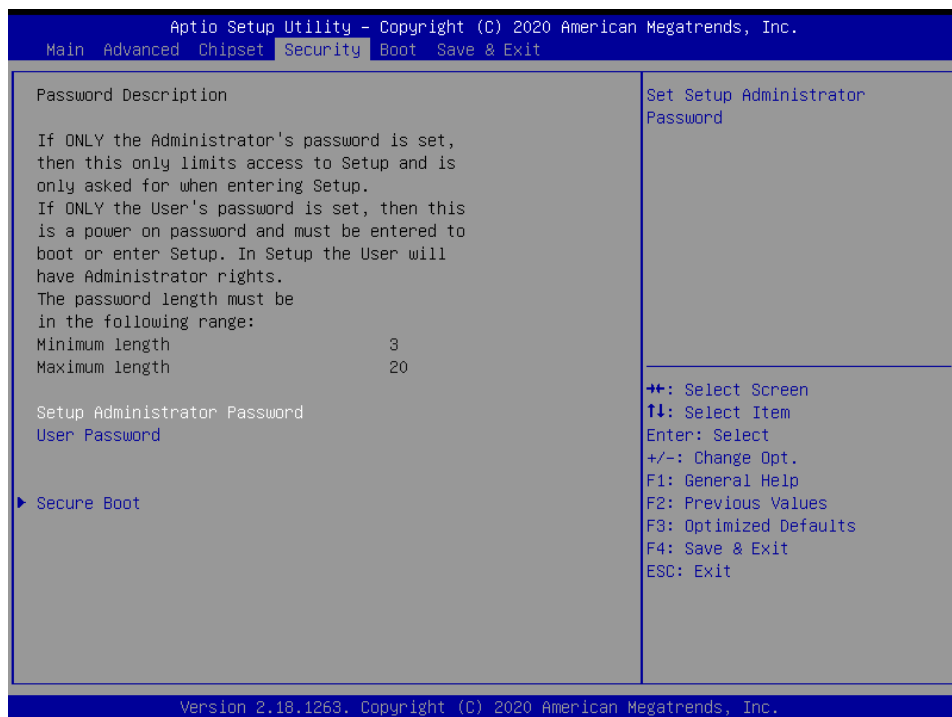 Aptio Setup Utility – Copyright (C) 2020 American Megatrends, Inc.
Main Advanced Chipset Security Boot Save & Exit
Password Description
If ONLY the Administrator's password is set,
then this only limits access to Setup and is
only asked for when entering Setup.
If ONLY the User's password is set, then this
is a power on password and must be entered to
boot or enter Setup. In Setup the User will
have Administrator rights.
The password length must be
in the following range:
Minimum length 3
Maximum length 20
Setup Administrator Password
User Password
Secure Boot
Set Setup Administrator
Password
→←: Select Screen
↑↓: Select Item
Enter: Select
+/-: Change Opt.
F1: General Help
F2: Previous Values
F3: Optimized Defaults
F4: Save & Exit
ESC: Exit
Version 2.18.1263. Copyright (C) 2020 American Megatrends, Inc.